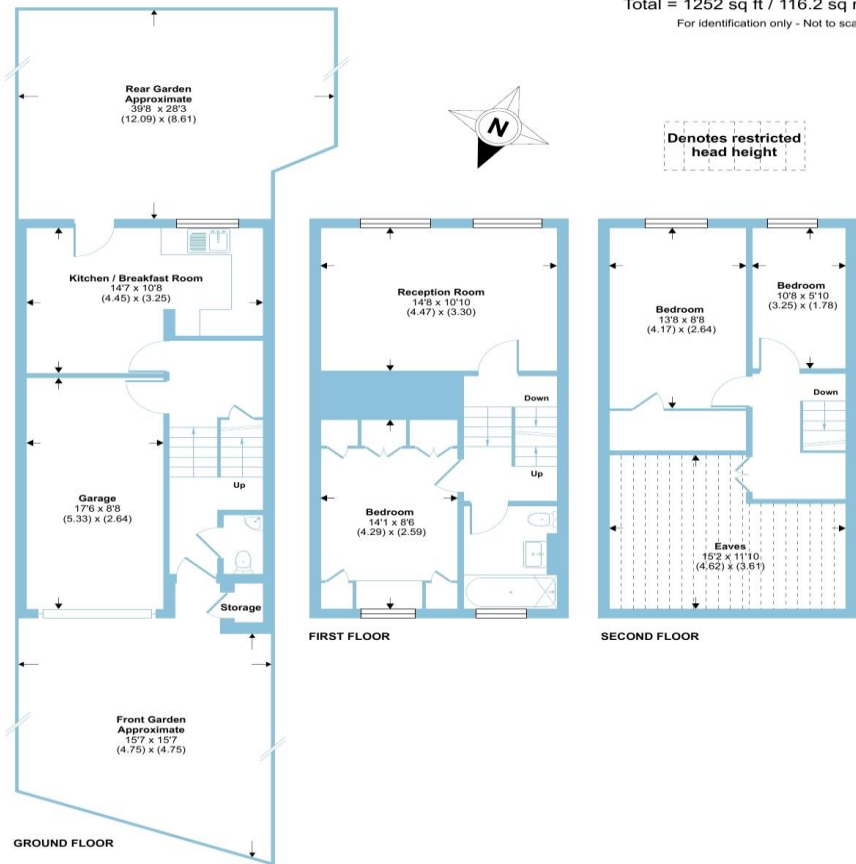 Total = 1252 sq ft / 116.2 sq
For identification only - Not to
Rear Garden
Approximate
39'8 x 28'3
(12.09) x (8.61)
N
Denotes restricted
head height
Kitchen / Breakfast Room
14'7 x 10'8
(4.45) x (3.25)
Reception Room
14'8 x 10'10
(4.47) x (3.30)
Bedroom
13'8 x 8'8
(4.17) x (2.64)
Bedroom
10'8 x 5'10
(3.25) x (1.78)
Down
Down
Up
Up
Garage
17'6 x 8'8
(5.33) x (2.64)
Bedroom
14'1 x 8'6
(4.29) x (2.59)
Eaves
15'2 x 11'10
(4.62) x (3.61)
Storage
FIRST FLOOR
SECOND FLOOR
Front Garden
Approximate
15'7 x 15'7
(4.75) x (4.75)
GROUND FLOOR